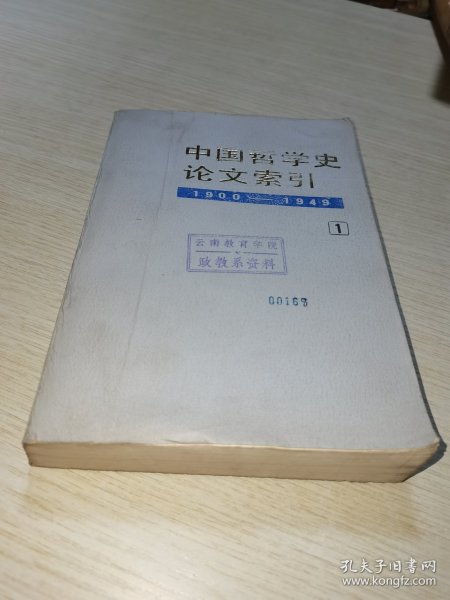 中国哲学史
论文索引
1900—1949
1
云南教育学院
政教系资料
00168
孔夫子旧书网
www.kongfz.com